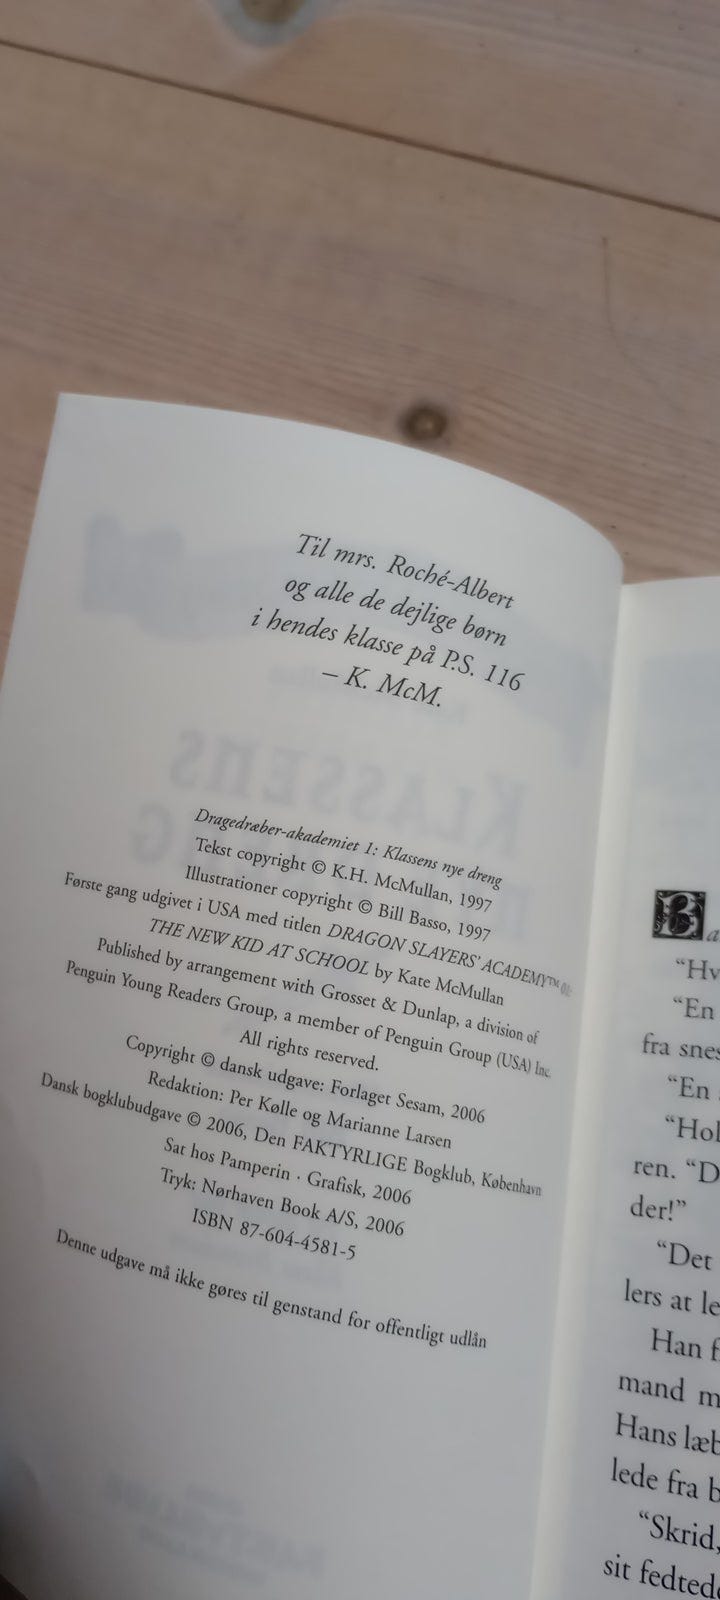 Til mrs. Roché-Albert
og alle de dejlige børn
i hendes klasse på P.S. 116
– K. McM.
Dragedræber-akademiet 1: Klassens nye dreng
Tekst copyright © K.H. McMullan, 1997
Illustrationer copyright © Bill Basso, 1997
Første gang udgivet i USA med titlen DRAGON SLAYERS' ACADEMY™
THE NEW KID AT SCHOOL by Kate McMullan
Published by arrangement with Grosset & Dunlap, a division of
Penguin Young Readers Group, a member of Penguin Group (USA) Inc.
All rights reserved.
Copyright © dansk udgave: Forlaget Sesam, 2006
Redaktion: Per Kølle og Marianne Larsen
Dansk bogklubudgave © 2006, Den FAKTYRLIGE Bogklub, København
Sat hos Pamperin · Grafisk, 2006
Tryk: Nørhaven Book A/S, 2006
ISBN 87-604-4581-5
Denne udgave må ikke gøres til genstand for offentligt udlån
“Hv
“En
fra snes
“En
“Hol
ren. “D
der!”
“Det
lers at le
Han f
mand m
Hans læb
lede fra b
“Skrid,
sit fedted